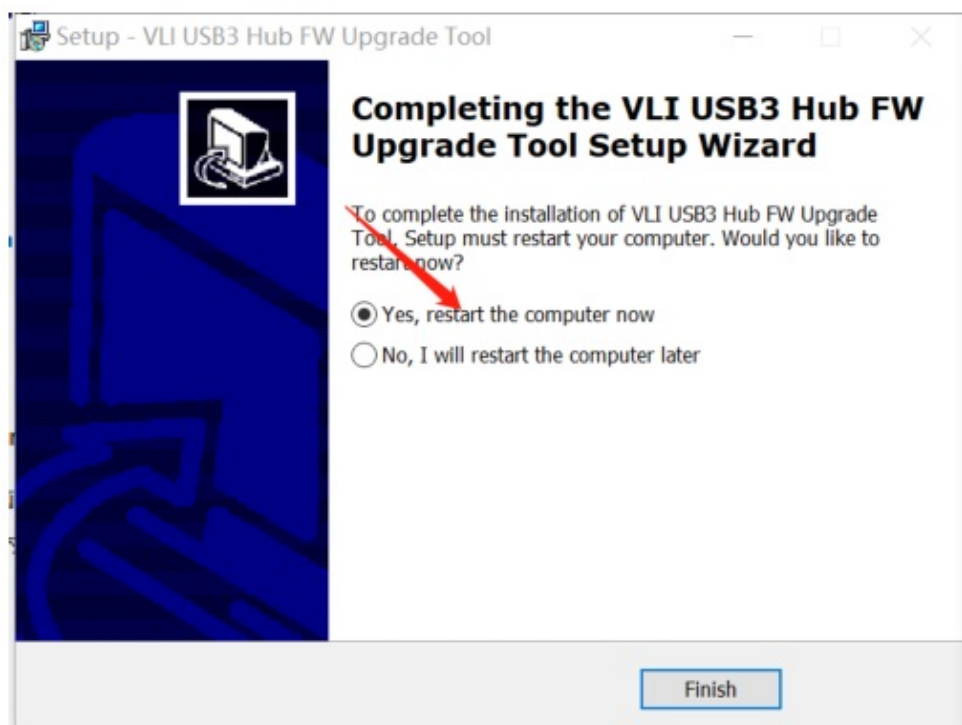 Setup - VLI USB3 Hub FW Upgrade Tool
Completing the VLI USB3 Hub FW
Upgrade Tool Setup Wizard
To complete the installation of VLI USB3 Hub FW Upgrade
Tool, Setup must restart your computer. Would you like to
restart now?
Yes, restart the computer now
No, I will restart the computer later
Finish